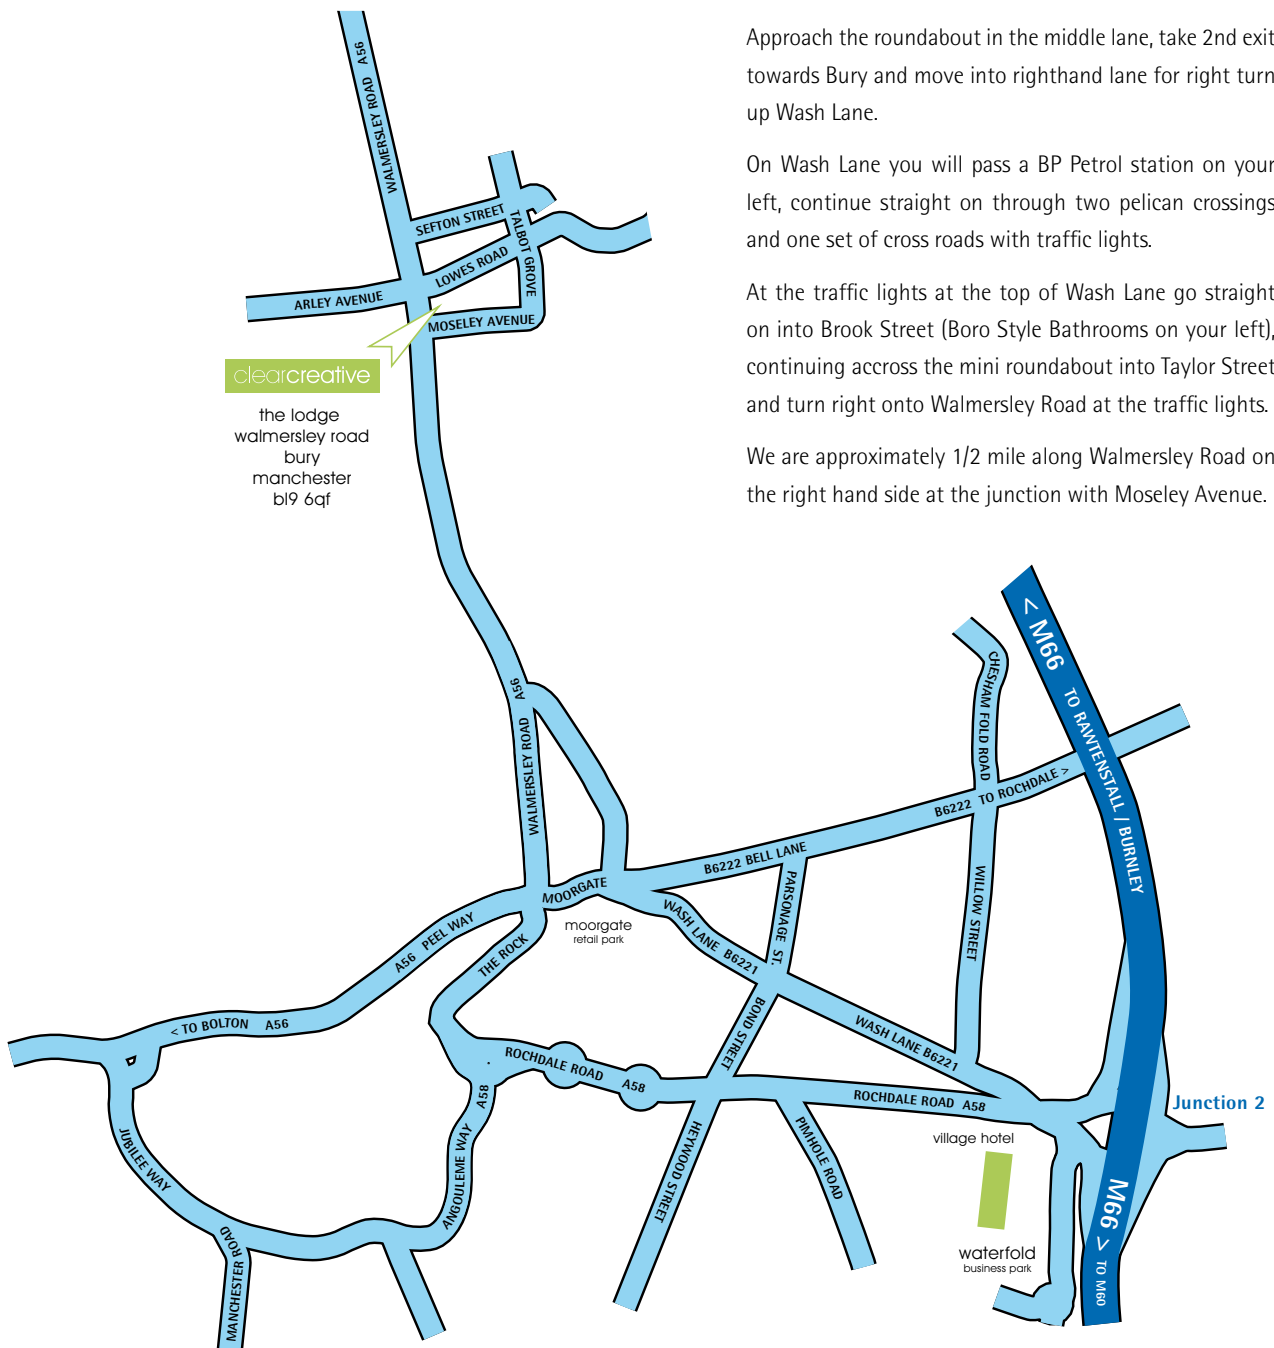 Approach the roundabout in the middle lane, take 2nd exit
towards Bury and move into righthand lane for right turn
up Wash Lane.
On Wash Lane you will pass a BP Petrol station on your
left, continue straight on through two pelican crossings
and one set of cross roads with traffic lights.
At the traffic lights at the top of Wash Lane go straight
on into Brook Street (Boro Style Bathrooms on your left),
continuing accross the mini roundabout into Taylor Street
and turn right onto Walmersley Road at the traffic lights.
We are approximately 1/2 mile along Walmersley Road on
the right hand side at the junction with Moseley Avenue.
WALMERSLEY ROAD A56
SEFTON STREET
TALBOT GROVE
LOWES ROAD
ARLEY AVENUE
MOSELEY AVENUE
clearcreative
the lodge
walmersley road
bury
manchester
bl9 6qf
WALMERSLEY ROAD A56
< M66 TO RAWTENSTALL / BURNLEY
CHESHAM FOLD ROAD
B6222 TO ROCHDALE >
B6222 BELL LANE
MOORGATE
moorgate
retail park
PARSONAGE ST.
WILLOW STREET
WASH LANE B6221
A56 PEEL WAY
THE ROCK
< TO BOLTON A56
BOND STREET
WASH LANE B6221
ROCHDALE ROAD A58
ROCHDALE ROAD A58
Junction 2
A58
ANGOULEME WAY
JUBILEE WAY
HEYWOOD STREET
PIMHOLE ROAD
village hotel
waterfold
business park
MANCHESTER ROAD
M66 > TO M60